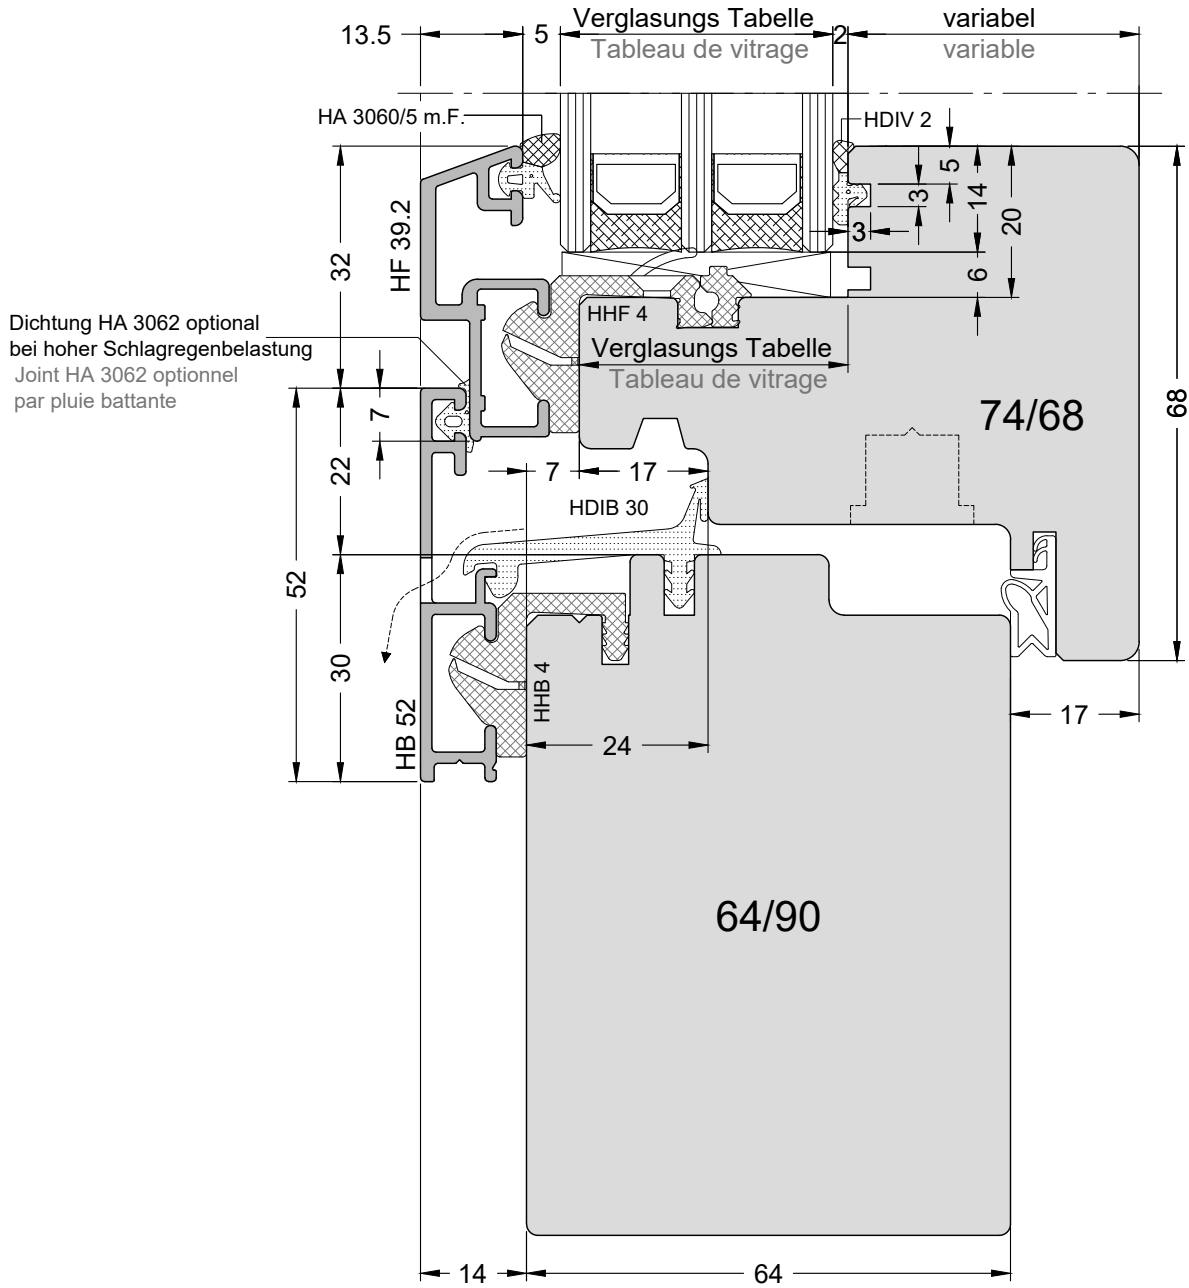 13.5
5
Verglasungs Tabelle
Tableau de vitrage
2
variabel
variable
HA 3060/5 m.F.
HDIV 2
5
3
14
20
3
6
HF 39.2
32
HHF 4
Verglasungs Tabelle
Tableau de vitrage
Dichtung HA 3062 optional
bei hoher Schlagregenbelastung
Joint HA 3062 optionnel
par pluie battante
7
74/68
68
22
7
17
HDIB 30
52
30
HB 52
HHB 4
24
17
64/90
14
64